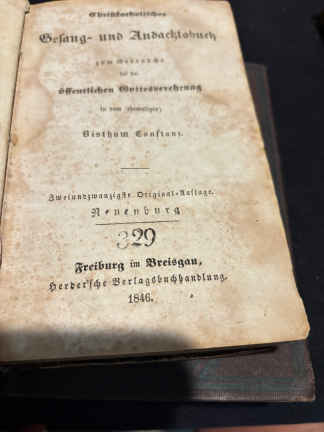 Christkatholisches
Gesang- und Andachtsbuch
zum Gebrauche
bei der
öffentlichen Gottesverehrung
in dem ehemaligen
Bisthum Constanz.
Zweiundzwanzigste Original-Auflage.
Neuenburg
329
Freiburg im Breisgau,
Herder'sche Verlagsbuchhandlung.
1846.